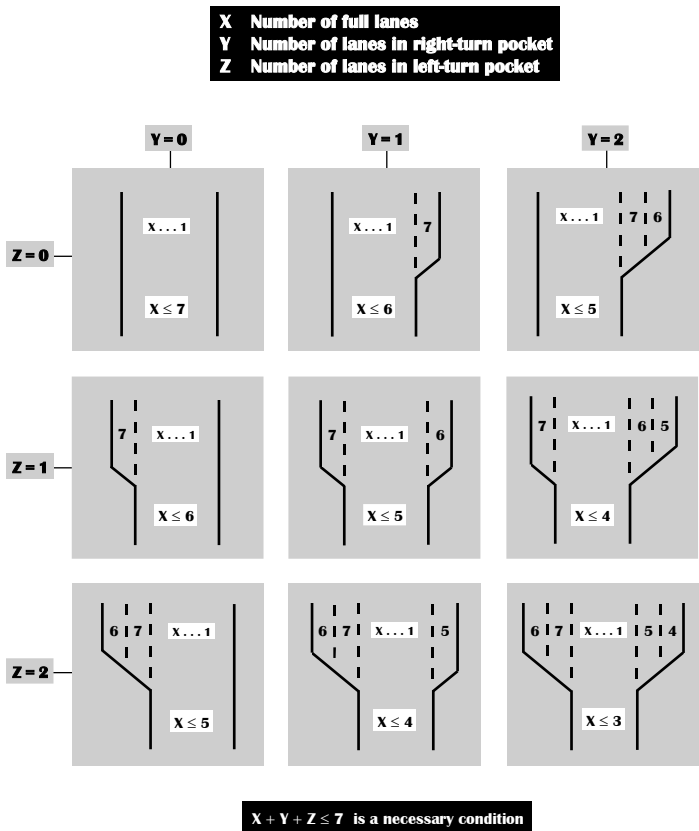 X Number of full lanes
Y Number of lanes in right-turn pocket
Z Number of lanes in left-turn pocket
Y = 0
Y = 1
Y = 2
Z = 0
X . . . 1
X ≤ 7
X . . . 1
7
X ≤ 6
X . . . 1
7
6
X ≤ 5
Z = 1
7
X . . . 1
X ≤ 6
7
X . . . 1
6
X ≤ 5
7
X . . . 1
6
5
X ≤ 4
Z = 2
6
7
X . . . 1
X ≤ 5
6
7
X . . . 1
5
X ≤ 4
6
7
X . . . 1
5
4
X ≤ 3
X + Y + Z ≤ 7 is a necessary condition